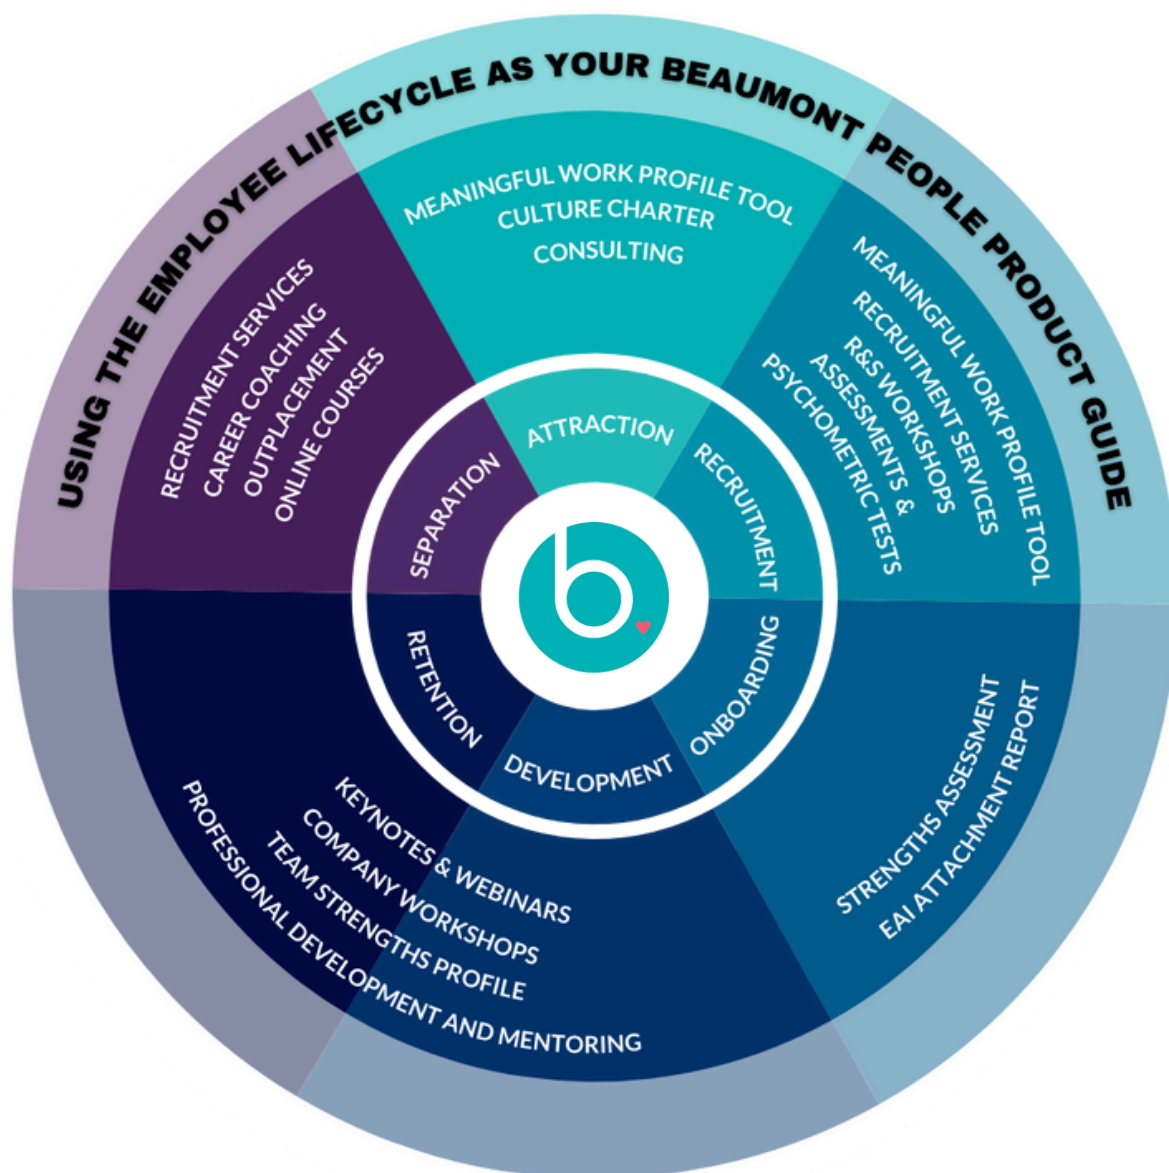 USING THE EMPLOYEE LIFECYCLE AS YOUR BEAUMONT PEOPLE PRODUCT GUIDE
MEANINGFUL WORK PROFILE TOOL
CULTURE CHARTER
CONSULTING
ATTRACTION
MEANINGFUL WORK PROFILE TOOL
RECRUITMENT SERVICES
R&S WORKSHOPS
ASSESSMENTS &
PSYCHOMETRIC TESTS
RECRUITMENT
STRENGTHS ASSESSMENT
EAI ATTACHMENT REPORT
ONBOARDING
DEVELOPMENT
RETENTION
KEYNOTES & WEBINARS
COMPANY WORKSHOPS
TEAM STRENGTHS PROFILE
PROFESSIONAL DEVELOPMENT AND MENTORING
RECRUITMENT SERVICES
CAREER COACHING
OUTPLACEMENT
ONLINE COURSES
SEPARATION
b